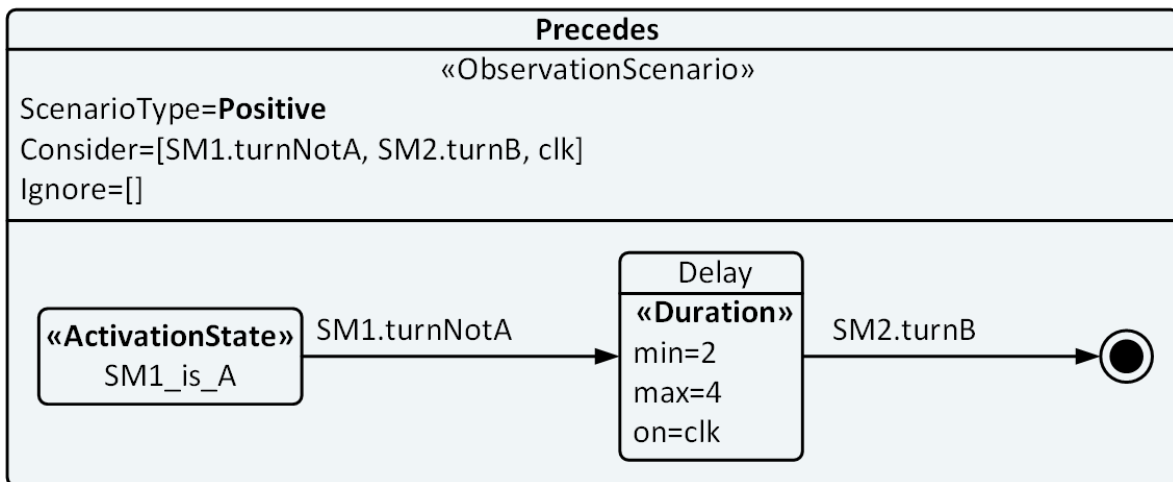 Precedes
«ObservationScenario»
ScenarioType=Positive
Consider=[SM1.turnNotA, SM2.turnB, clk]
Ignore=[]
«ActivationState»
SM1_is_A
SM1.turnNotA
Delay
«Duration»
min=2
max=4
on=clk
SM2.turnB